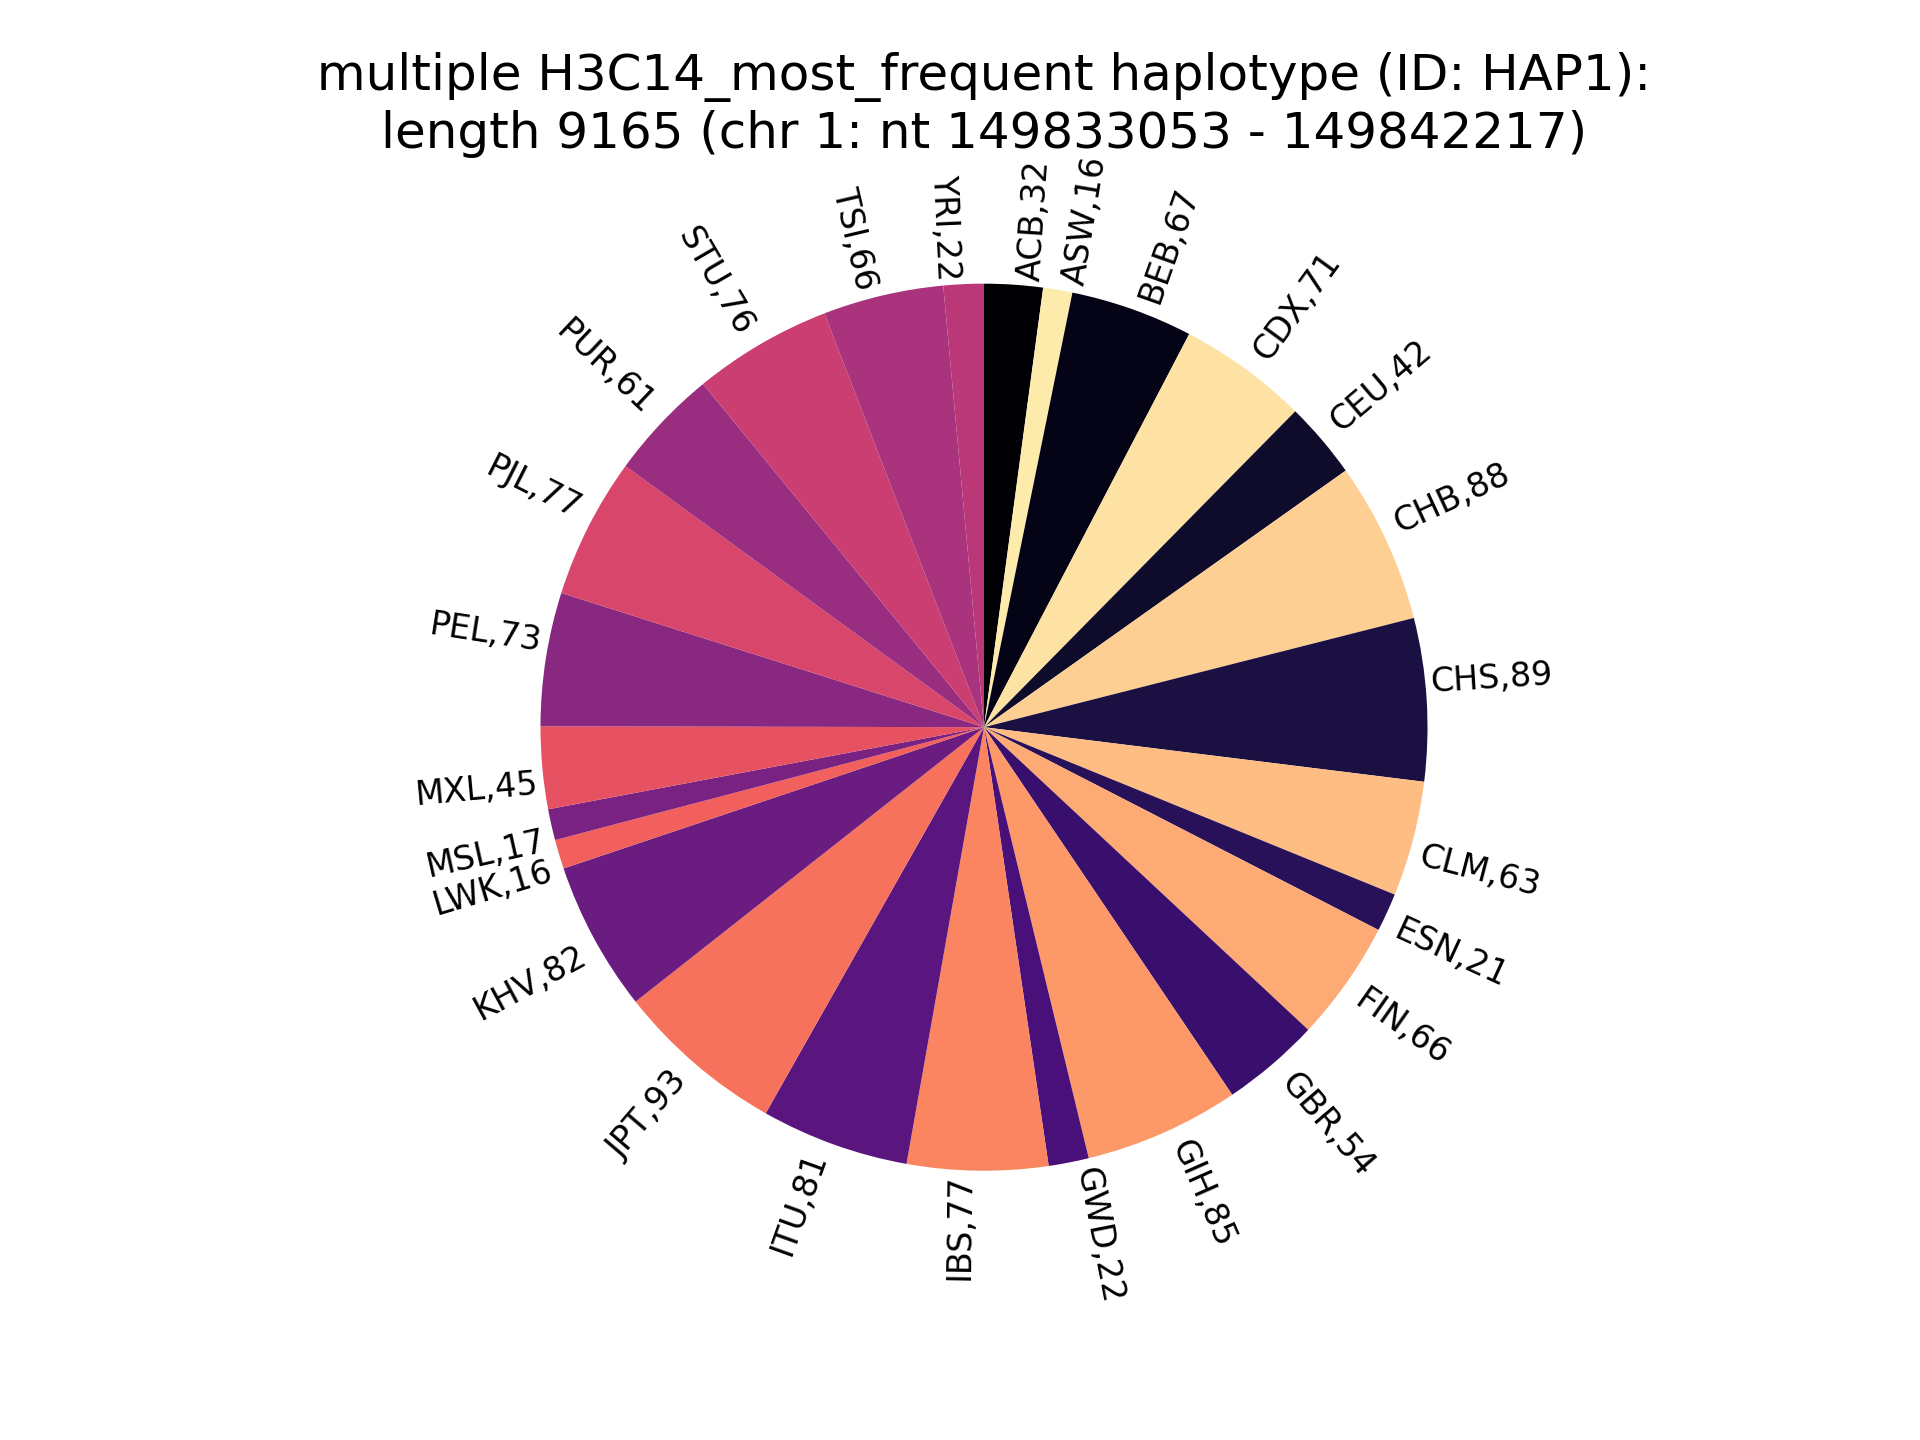 multiple H3C14_most_frequent haplotype (ID: HAP1):
length 9165 (chr 1: nt 149833053 - 149842217)
ACB,32
ASW,16
BEB,67
CDX,71
CEU,42
CHB,88
CHS,89
CLM,63
ESN,21
FIN,66
GBR,54
GIH,85
GWD,22
IBS,77
ITU,81
JPT,93
KHV,82
LWK,16
MSL,17
MXL,45
PEL,73
PJL,77
PUR,61
STU,76
TSI,66
YRI,22